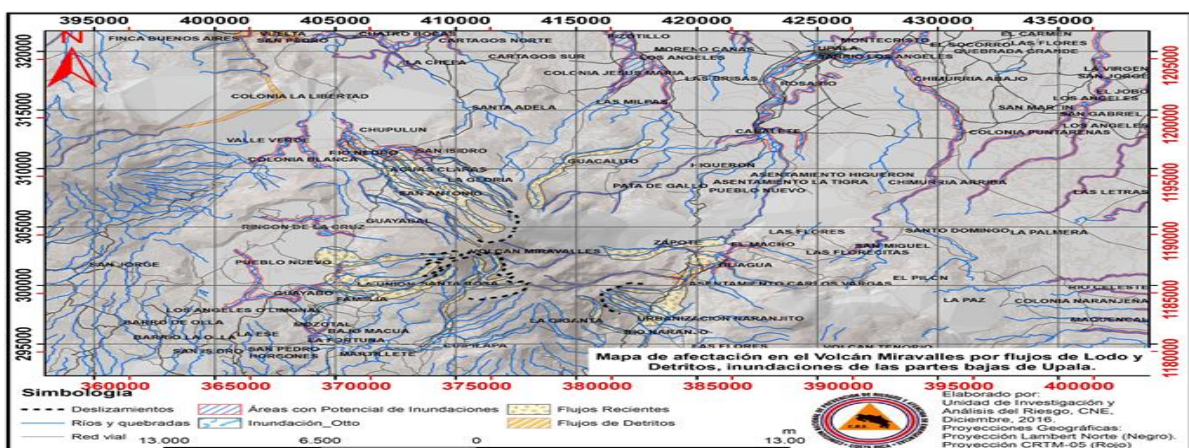 395000 400000 405000 410000 415000 420000 425000 430000 435000
FINCA BUENOS AIRES
VUELTA
SAN PEDRO
CUATRO BOCAS
CARTAGOS NORTE
PIZOTILLO
MONTECRISTO
EL CARMEN
UPALA
EL SOCORRO
LAS FLORES
MORENO CAÑAS
BARRIO LOS ANGELES
QUEBRADA GRANDE
N
320000
LA CHEPA
CARTAGOS SUR
LOS ANGELES
1205000
COLONIA JESUS MARIA
LAS BRISAS
ROSARIO
CHIMURRIA ABAJO
LA VIRGEN
SAN JORGE
EL JOBO
COLONIA LA LIBERTAD
LAS MILPAS
LOS ANGELES
315000
SANTA ADELA
SAN MARTIN
SAN GABRIEL
1200000
CHUPULUN
CANALETE
COLONIA PUNTARENAS
LOS ANGELES
VALLE VERDE
RIO NEGRO
SAN ISIDRO
COLONIA BLANCA
GUACALITO
310000
AGUAS CLARAS
HIGUERON
LA GLORIA
ASENTAMIENTO HIGUERON
1195000
SAN ANTONIO
PATA DE GALLO
ASENTAMIENTO LA TIGRA
CHIMURRIA ARRIBA
PUEBLO NUEVO
LAS LETRAS
305000
GUAYABAL
RINCON DE LA CRUZ
LAS FLORES
SANTO DOMINGO
LA PALMERA
1190000
VOLCAN MIRAVALLES
ZAPOTE
EL MACHO
SAN MIGUEL
LAS FLORECITAS
SAN JORGE
PUEBLO NUEVO
GUAGUA
EL PILON
300000
LA UNION
SANTA ROSA
ASENTAMIENTO CARLOS VARGAS
RIO CELESTE
1185000
GUAYABO
FAMILIA
LA PAZ
COLONIA NARANJEÑA
LOS ANGELES
LIMONAL
MOZOTAL
LA GIGANTA
URBANIZACION NARANJITO
BARRO DE OLLA
LA ESE
BAJO MACUA
RIO NARANJO
295000
LA FORTUNA
CUIPILAPA
LAS FLORES
VOLCAN TENORIO
SAN ISIDRO
SAN PEDRO
HORCONES
MARTILLETE
1180000
Mapa de afectación en el Volcán Miravalles por flujos de Lodo y
Detritos, inundaciones de las partes bajas de Upala.
360000 365000 370000 375000 380000 385000 390000 395000 400000
Simbología
Deslizamientos
Áreas con Potencial de Inundaciones
Flujos Recientes
Ríos y quebradas
Inundación_Otto
Flujos de Detritos
Red vial
m
13.000 6.500 0 13.00
Elaborado por:
Unidad de Investigación y
Análisis del Riesgo, CNE,
Diciembre, 2016.
Proyecciones Geográficas:
Proyección Lambert Norte (Negro).
Proyección CRTM-05 (Rojo)